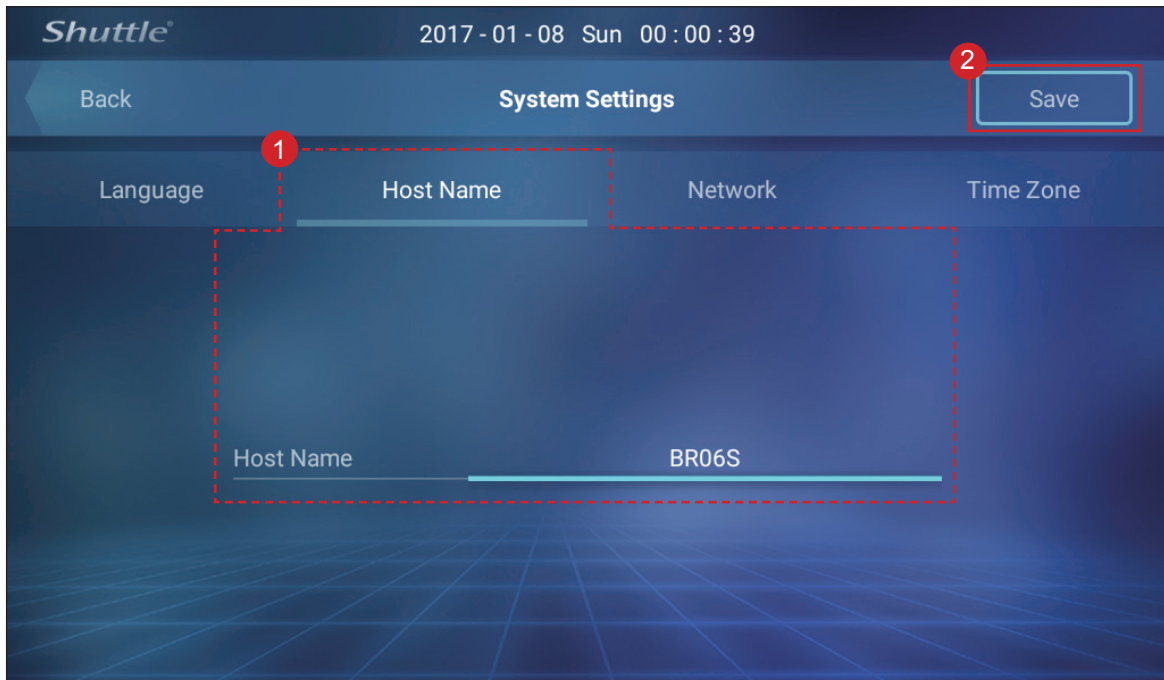 Shuttle® 2017 - 01 - 08 Sun 00 : 00 : 39
2
Back System Settings Save
1
Language Host Name Network Time Zone
Host Name BR06S